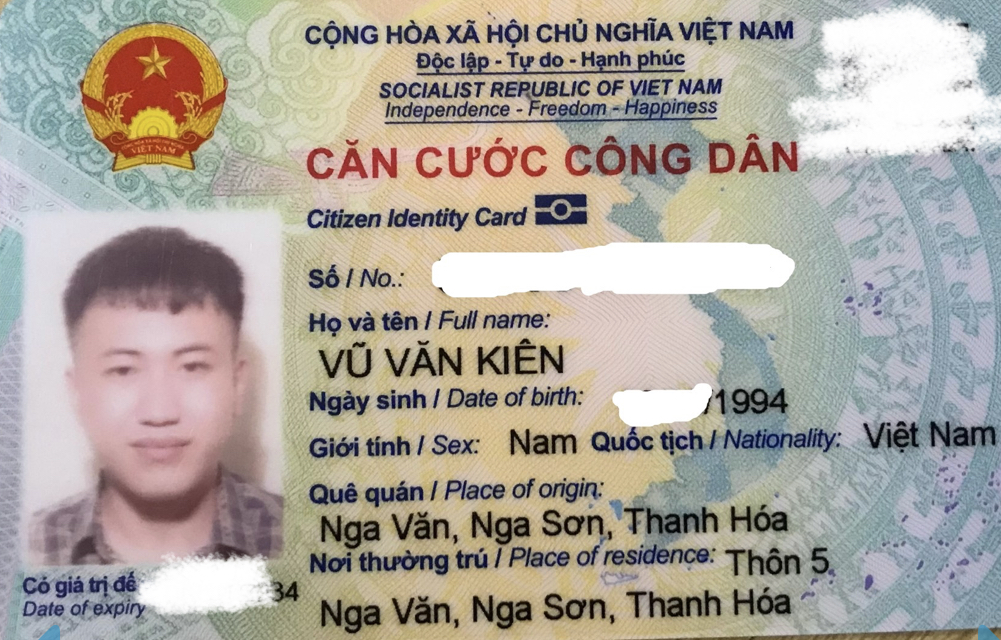 CỘNG HÒA XÃ HỘI CHỦ NGHĨA VIỆT NAM
Độc lập - Tự do - Hạnh phúc
SOCIALIST REPUBLIC OF VIET NAM
Independence - Freedom - Happiness
CĂN CƯỚC CÔNG DÂN
Citizen Identity Card
Số / No.:
Họ và tên / Full name:
VŨ VĂN KIÊN
Ngày sinh / Date of birth: /1994
Giới tính / Sex: Nam Quốc tịch / Nationality: Việt Nam
Quê quán / Place of origin:
Nga Văn, Nga Sơn, Thanh Hóa
Nơi thường trú / Place of residence: Thôn 5
Nga Văn, Nga Sơn, Thanh Hóa
Có giá trị
Date of expiry
VIỆT NAM